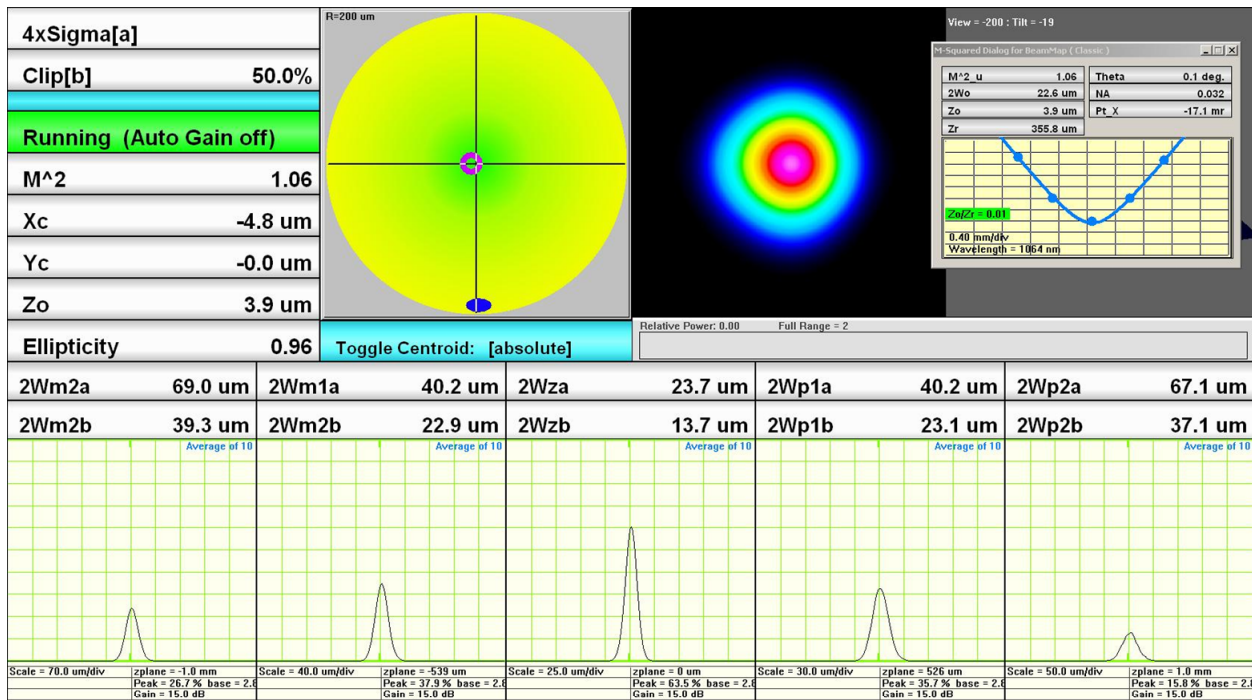 4xSigma[a]
Clip[b] 50.0%
Running (Auto Gain off)
M^2 1.06
Xc -4.8 um
Yc -0.0 um
Zo 3.9 um
Ellipticity 0.96
R=200 um
Toggle Centroid: [absolute]
View = -200 : Tilt = -19
M-Squared Dialog for BeamMap ( Classic )
M^2_u 1.06 Theta 0.1 deg.
2Wo 22.6 um NA 0.032
Zo 3.9 um Pt_X -17.1 mr
Zr 355.8 um
Zo/Zr = 0.01
0.40 mm/div
Wavelength = 1064 nm
Relative Power: 0.00 Full Range = 2
2Wm2a 69.0 um 2Wm1a 40.2 um 2Wza 23.7 um 2Wp1a 40.2 um 2Wp2a 67.1 um
2Wm2b 39.3 um 2Wm2b 22.9 um 2Wzb 13.7 um 2Wp1b 23.1 um 2Wp2b 37.1 um
Average of 10 Average of 10 Average of 10 Average of 10 Average of 10
Scale = 70.0 um/div zplane = -1.0 mm Scale = 40.0 um/div zplane = -539 um Scale = 25.0 um/div zplane = 0 um Scale = 30.0 um/div zplane = 526 um Scale = 50.0 um/div zplane = 1.0 mm
Peak = 26.7 % base = 2.8 Peak = 37.9 % base = 2.8 Peak = 63.5 % base = 2.8 Peak = 35.7 % base = 2.8 Peak = 15.8 % base = 2.8
Gain = 15.0 dB Gain = 15.0 dB Gain = 15.0 dB Gain = 15.0 dB Gain = 15.0 dB